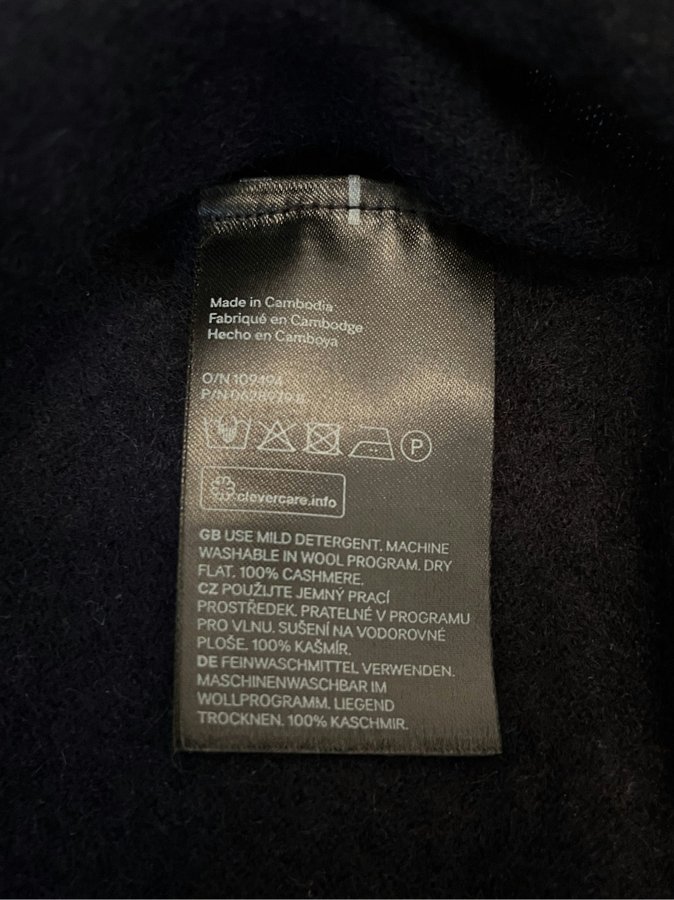 Made in Cambodia
Fabriqué en Cambodge
Hecho en Camboya
O/N 109494
P/N
P
clevercare.info
GB USE MILD DETERGENT. MACHINE
WASHABLE IN WOOL PROGRAM. DRY
FLAT. 100% CASHMERE.
CZ POUŽIJTE JEMNÝ PRACÍ
PROSTŘEDEK. PRATELNÉ V PROGRAMU
PRO VLNU. SUŠENÍ NA VODOROVNÉ
PLOŠE. 100% KAŠMÍR.
DE FEINWASCHMITTEL VERWENDEN.
MASCHINENWASCHBAR IM
WOLLPROGRAMM. LIEGEND
TROCKNEN. 100% KASCHMIR.